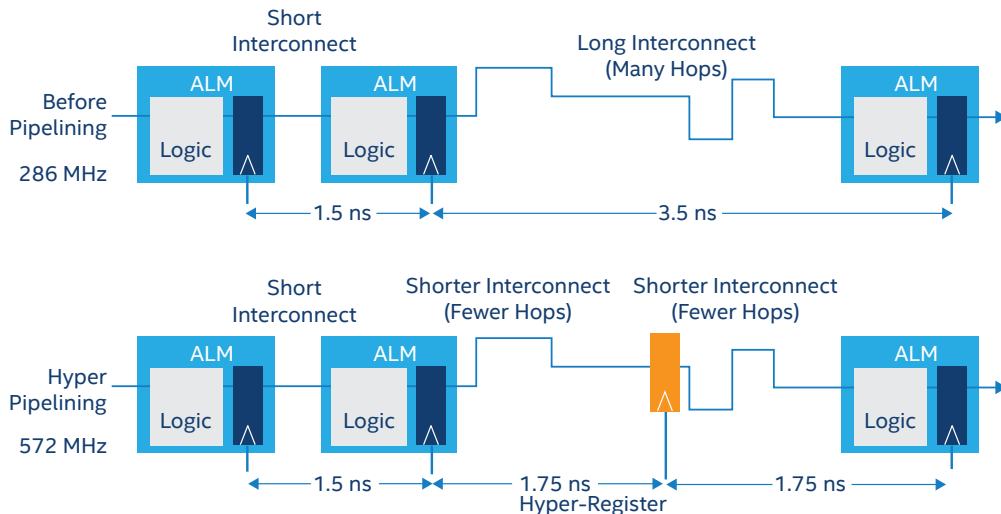 Short
Interconnect
Long Interconnect
(Many Hops)
Before
Pipelining
286 MHz
ALM
Logic
ALM
Logic
ALM
Logic
1.5 ns
3.5 ns
Short
Interconnect
Shorter Interconnect
(Fewer Hops)
Shorter Interconnect
(Fewer Hops)
Hyper
Pipelining
572 MHz
ALM
Logic
ALM
Logic
ALM
Logic
1.5 ns
1.75 ns
1.75 ns
Hyper-Register